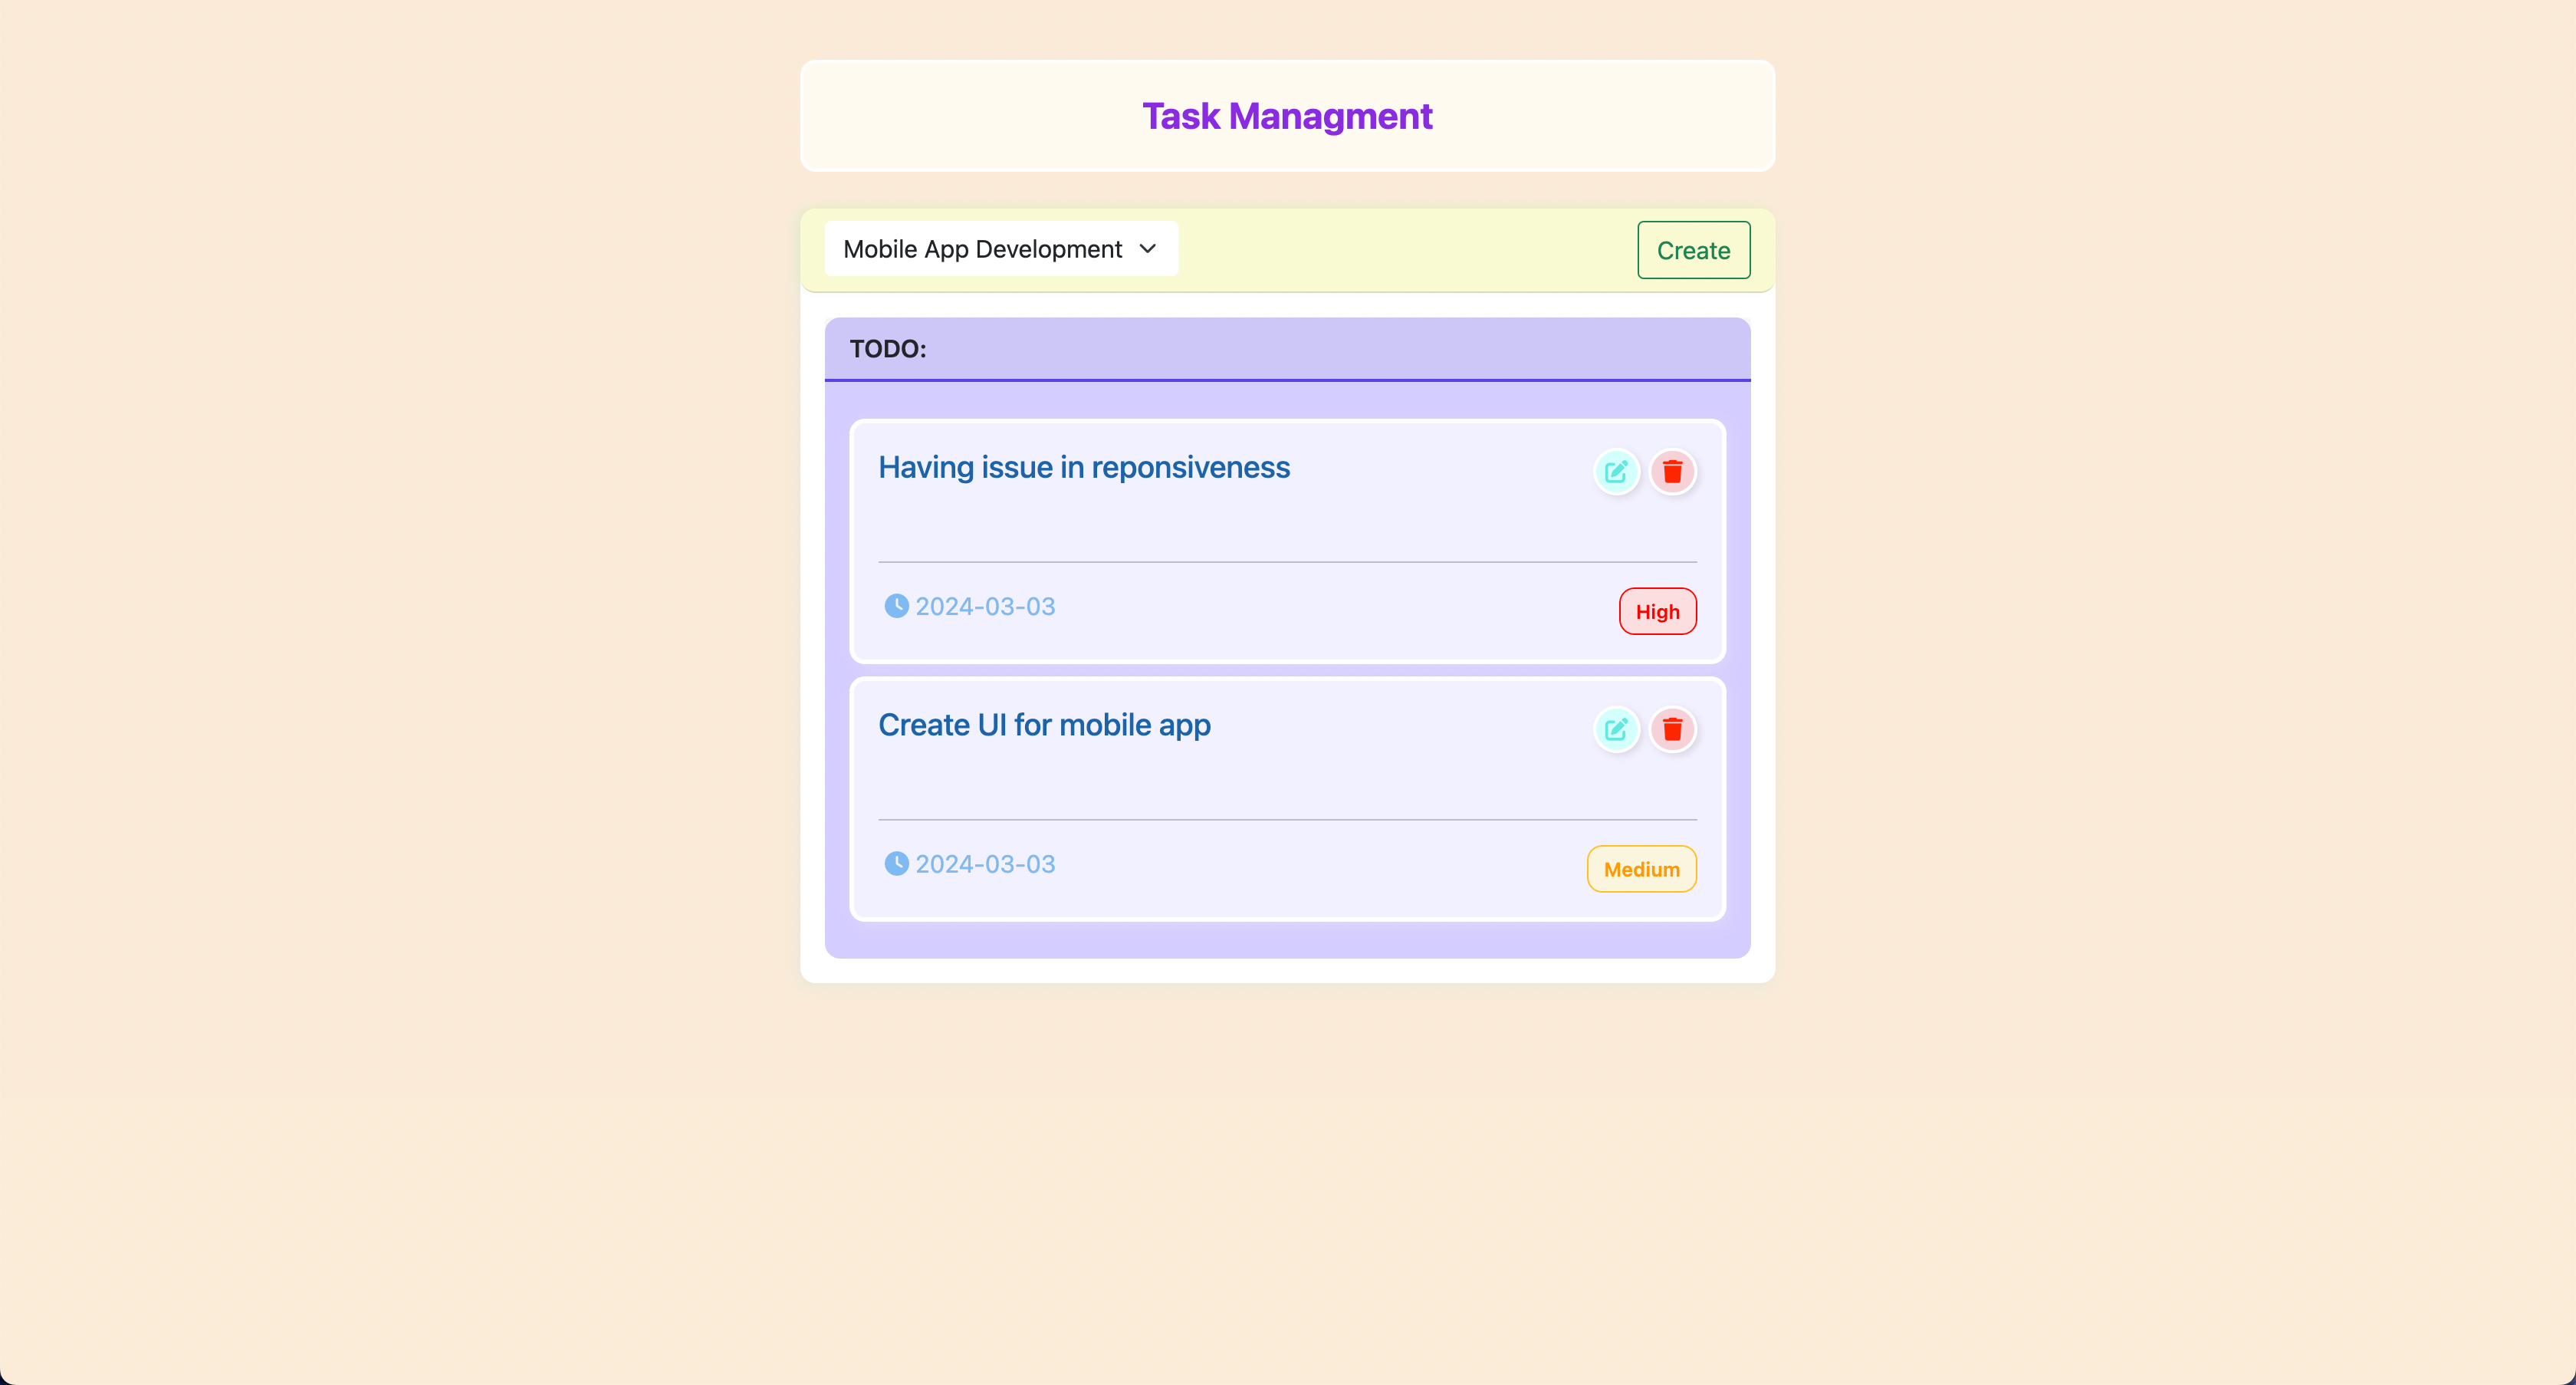 Task Managment
Mobile App Development
Create
TODO:
Having issue in reponsiveness
2024-03-03
High
Create UI for mobile app
2024-03-03
Medium